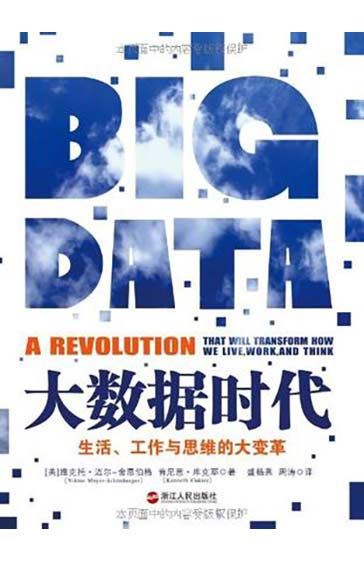 本页面中的内容受版权保护
BIG
DATA
A REVOLUTION THAT WILL TRANSFORM HOW
WE LIVE, WORK, AND THINK
大数据时代
生活、工作与思维的大变革
[英]维克托·迈尔-舍恩伯格 肯尼思·库克耶◎著 盛杨燕 周涛◎译
(Viktor Mayer-Schönberger) (Kenneth Cukier)
浙江人民出版社
本页面中的内容受版权保护